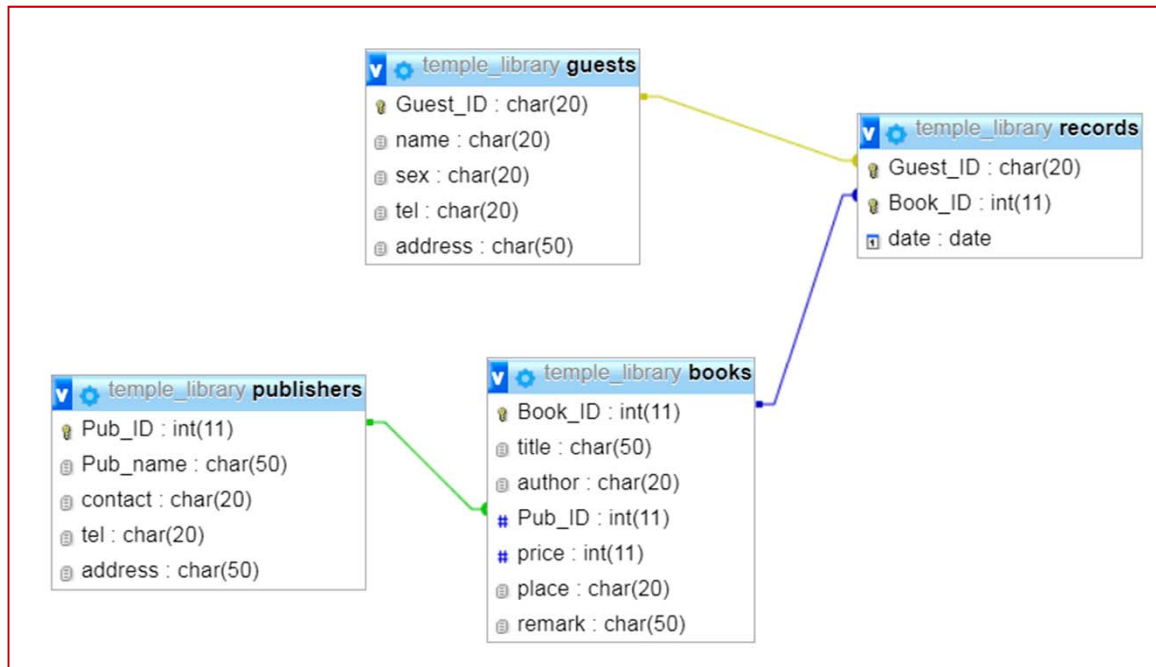 temple_library guests
Guest_ID : char(20)
name : char(20)
sex : char(20)
tel : char(20)
address : char(50)
temple_library records
Guest_ID : char(20)
Book_ID : int(11)
date : date
temple_library publishers
Pub_ID : int(11)
Pub_name : char(50)
contact : char(20)
tel : char(20)
address : char(50)
temple_library books
Book_ID : int(11)
title : char(50)
author : char(20)
Pub_ID : int(11)
price : int(11)
place : char(20)
remark : char(50)